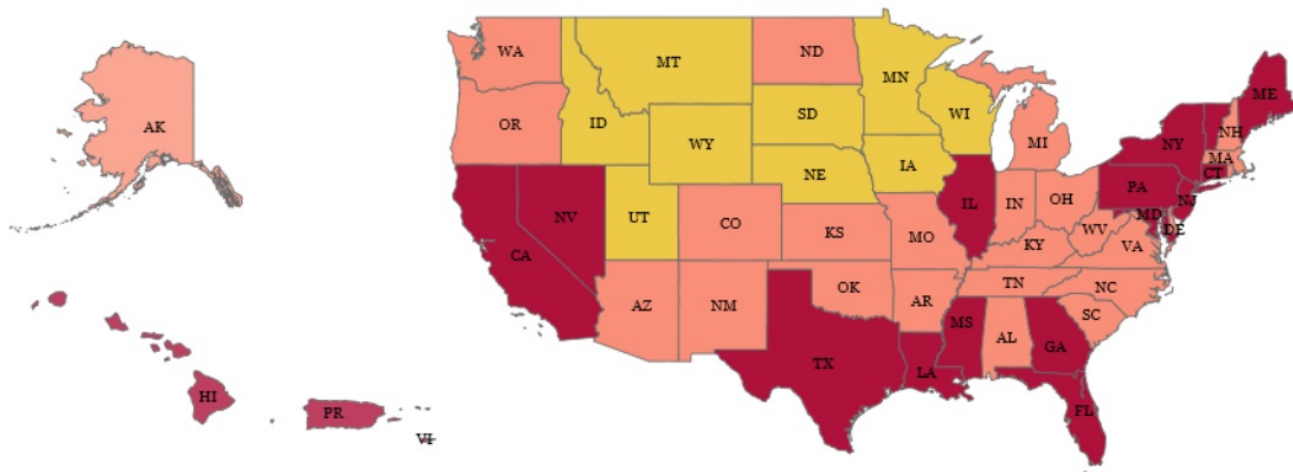 WA
MT
ND
MN
ME
OR
ID
SD
WI
NH
NY
MI
MA
WY
CT
AK
IA
PA
NE
NJ
IL
IN
OH
MD
NV
UT
CO
KS
MO
WV
DE
KY
VA
CA
TN
NC
OK
AZ
NM
AR
SC
MS
AL
GA
TX
LA
HI
PR
FL
VI